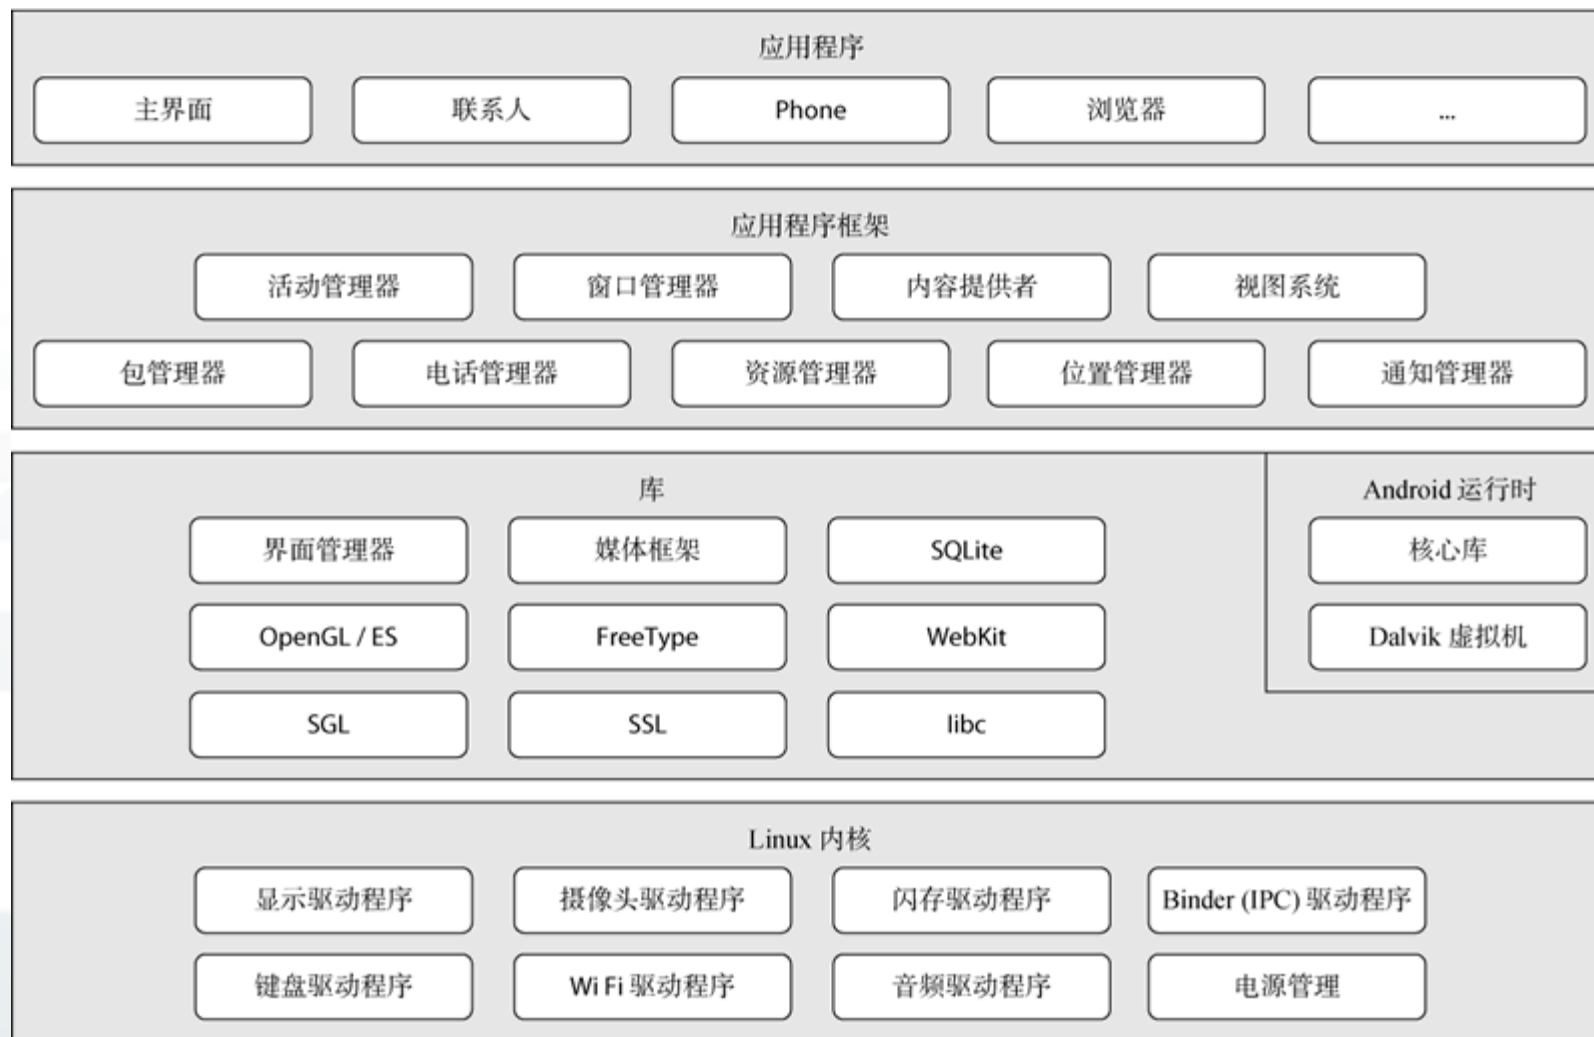 应用程序
主界面 联系人 Phone 浏览器 ...
应用程序框架
活动管理器 窗口管理器 内容提供者 视图系统
包管理器 电话管理器 资源管理器 位置管理器 通知管理器
库
界面管理器 媒体框架 SQLite
OpenGL / ES FreeType WebKit
SGL SSL libc
Android 运行时
核心库
Dalvik 虚拟机
Linux 内核
显示驱动程序 摄像头驱动程序 闪存驱动程序 Binder (IPC) 驱动程序
键盘驱动程序 Wi Fi 驱动程序 音频驱动程序 电源管理